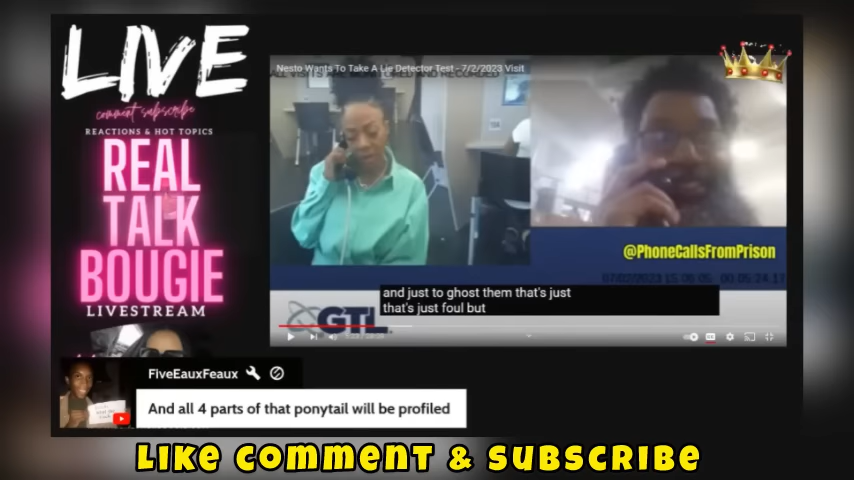 LIVE
comment subscribe
REACTIONS & HOT TOPICS
REAL
TALK
BOUGIE
LIVESTREAM
Nesto Wants To Take A Lie Detector Test - 7/2/2023 Visit
@PhoneCallsFromPrison
and just to ghost them that's just
that's just foul but
GTL
FiveEauxFeaux
And all 4 parts of that ponytail will be profiled
LIKE COMMENT & SUBSCRIBE